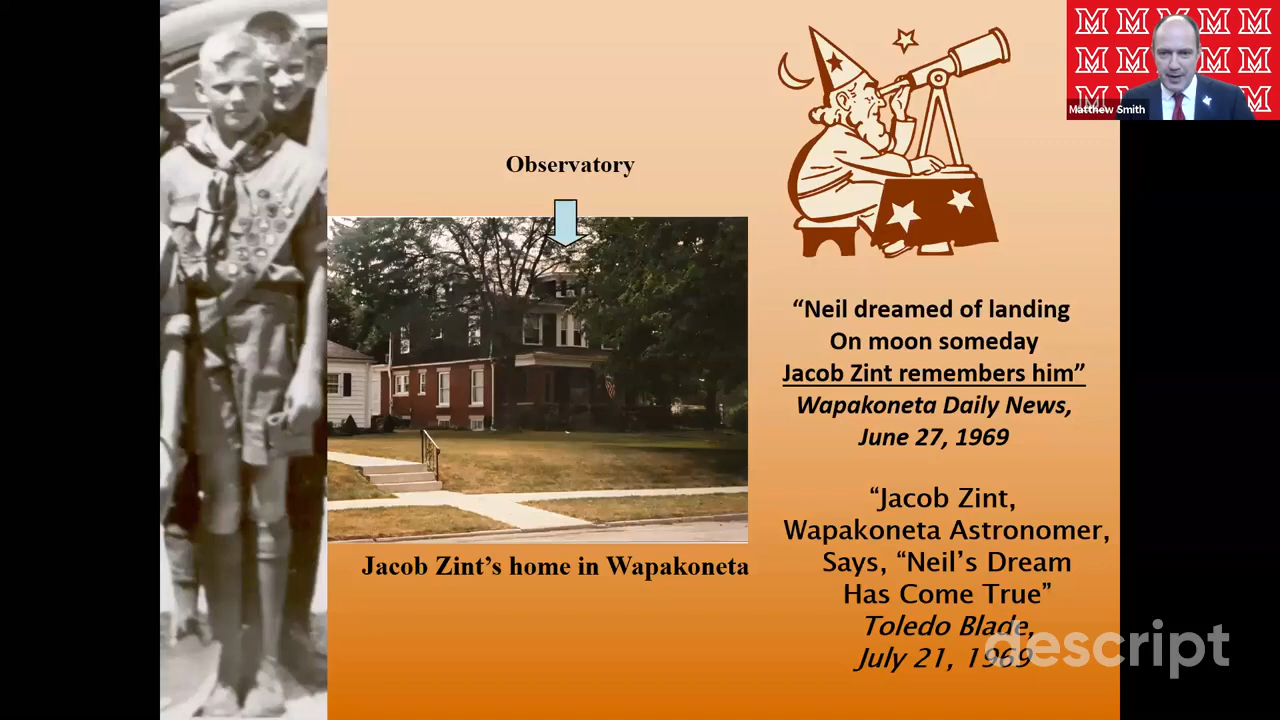 Observatory
Jacob Zint's home in Wapakoneta
“Neil dreamed of landing
On moon someday
Jacob Zint remembers him”
Wapakoneta Daily News,
June 27, 1969
“Jacob Zint,
Wapakoneta Astronomer,
Says, “Neil’s Dream
Has Come True”
Toledo Blade,
July 21, 1969
descript
M M M M M
M M M
M M
Matthew Smith